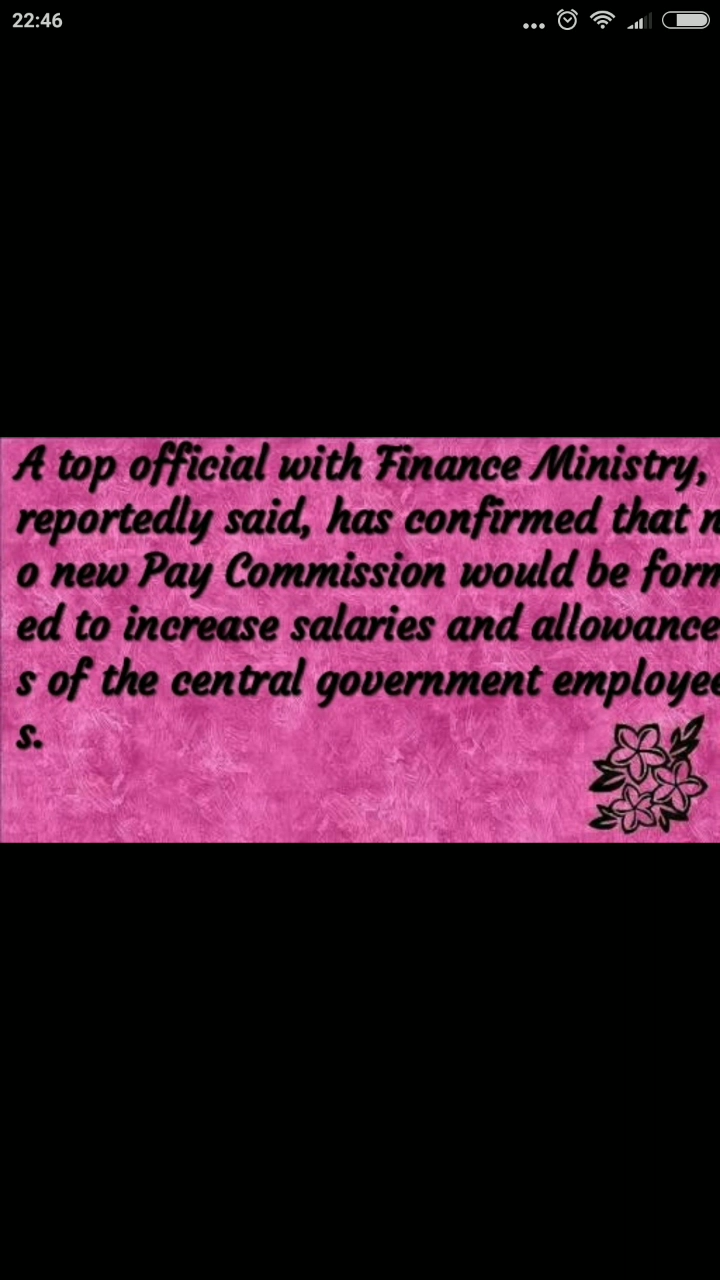 22:46
A top official with Finance Ministry,
reportedly said, has confirmed that n
o new Pay Commission would be form
ed to increase salaries and allowance
s of the central government employee
s.